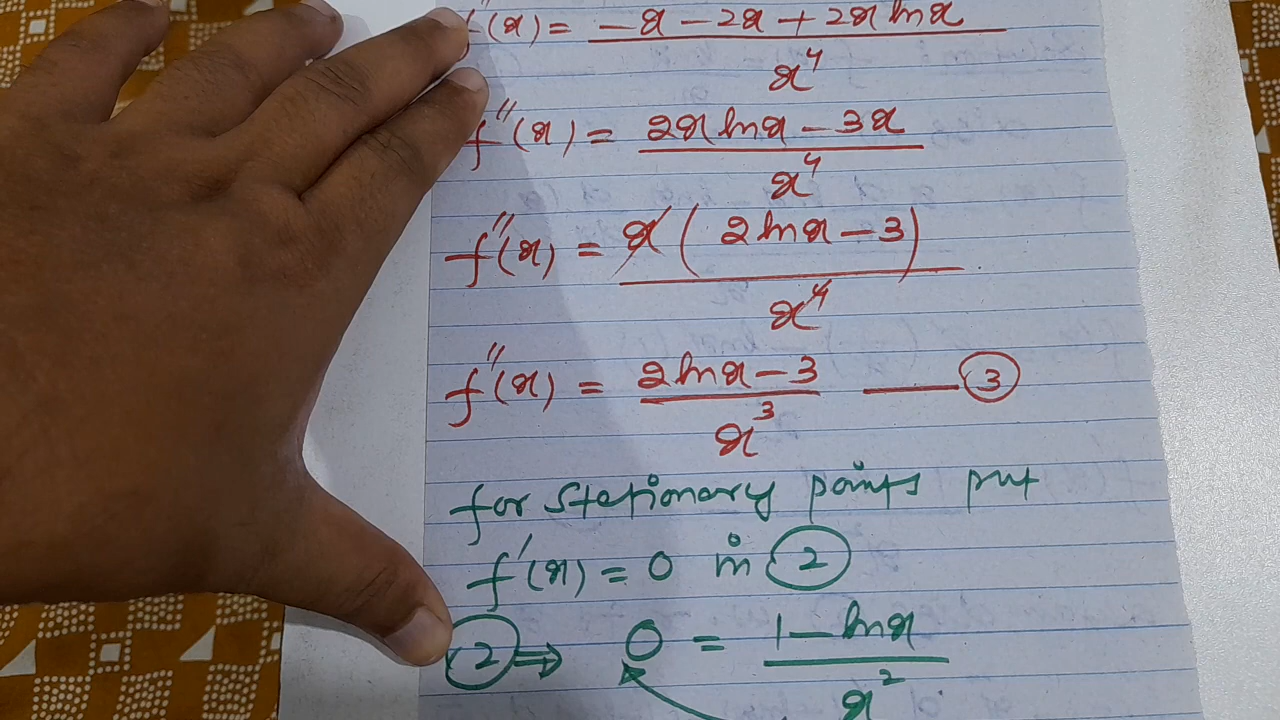 f''(x) = -x - 2x + 2x ln x / x⁴
f''(x) = 2x ln x - 3x / x⁴
f''(x) = x ( 2 ln x - 3 ) / x⁴
f''(x) = 2 ln x - 3 / x³ —— ③
for stationary points put
f'(x) = 0 in ②
② ⇒ 0 = 1 - ln x / x²